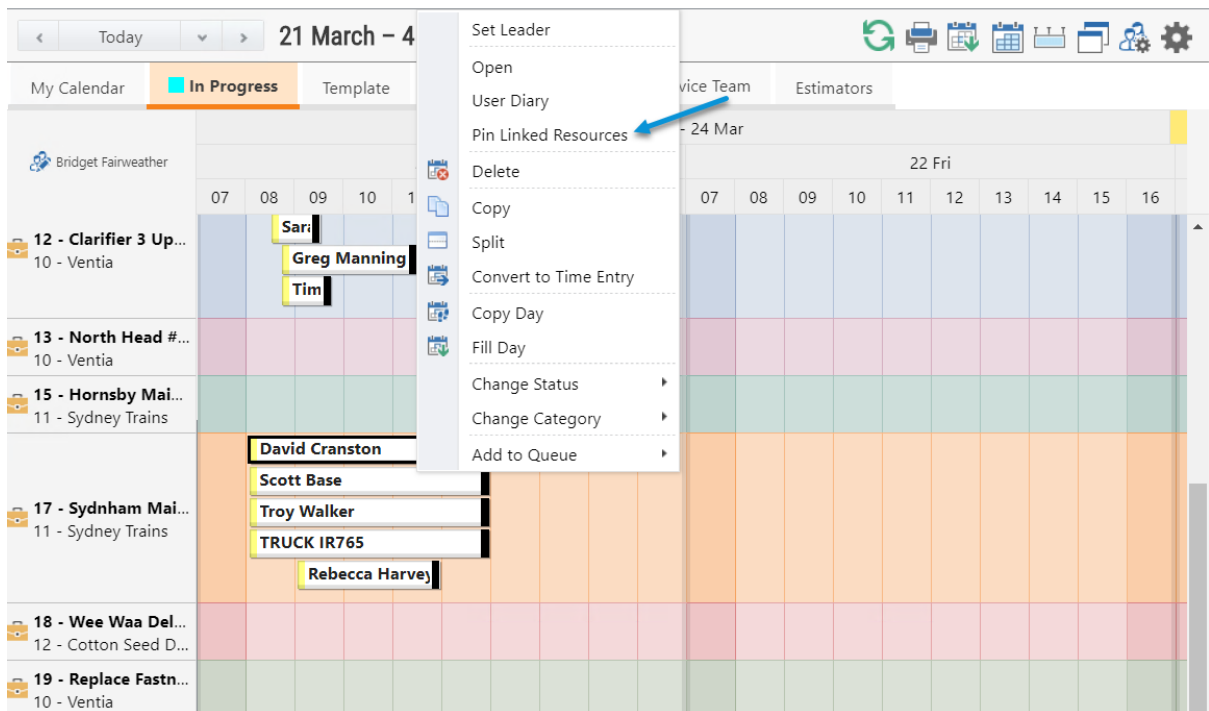 Today
21 March – 4
My Calendar
In Progress
Template
vice Team
Estimators
Bridget Fairweather
- 24 Mar
22 Fri
07 08 09 10 1 07 08 09 10 11 12 13 14 15 16
Set Leader
Open
User Diary
Pin Linked Resources
Delete
Copy
Split
Convert to Time Entry
Copy Day
Fill Day
Change Status
Change Category
Add to Queue
12 - Clarifier 3 Up...
10 - Ventia
Sara
Greg Manning
Tim
13 - North Head #...
10 - Ventia
15 - Hornsby Mai...
11 - Sydney Trains
17 - Sydnham Mai...
11 - Sydney Trains
David Cranston
Scott Base
Troy Walker
TRUCK IR765
Rebecca Harvey
18 - Wee Waa Del...
12 - Cotton Seed D...
19 - Replace Fastn...
10 - Ventia